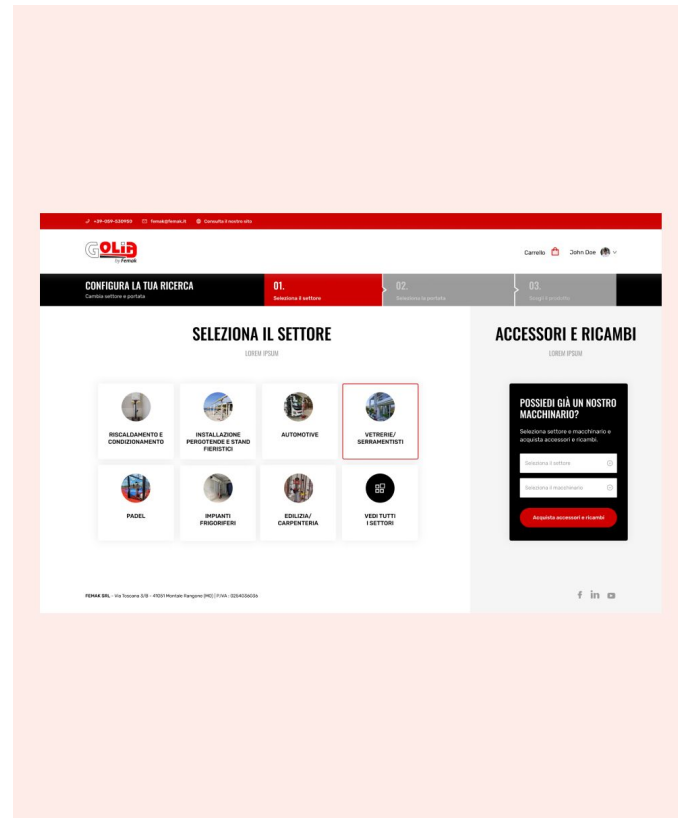 +39-059-530950 Femak@femak.it Consulta il nostro sito
GOLIA
by Femak
Carrello John Doe
CONFIGURA LA TUA RICERCA
Cambia settore e portata
01.
Seleziona il settore
02.
Seleziona la portata
03.
Scegli il prodotto
SELEZIONA IL SETTORE
LOREM IPSUM
RISCALDAMENTO E
CONDIZIONAMENTO
INSTALLAZIONE
PERGOTENDE E STAND
FIERISTICI
AUTOMOTIVE
VETRERIE/
SERRAMENTISTI
PADEL
IMPIANTI
FRIGORIFERI
EDILIZIA/
CARPENTERIA
VEDI TUTTI
I SETTORI
ACCESSORI E RICAMBI
LOREM IPSUM
POSSIEDI GIÀ UN NOSTRO
MACCHINARIO?
Seleziona settore e macchinario e
acquista accessori e ricambi.
Seleziona il settore
Seleziona il macchinario
Acquista accessori e ricambi
FEMAK SRL - Via Toscana 3/B - 41051 Montale Rangone (MO) | P.IVA : 0254036036